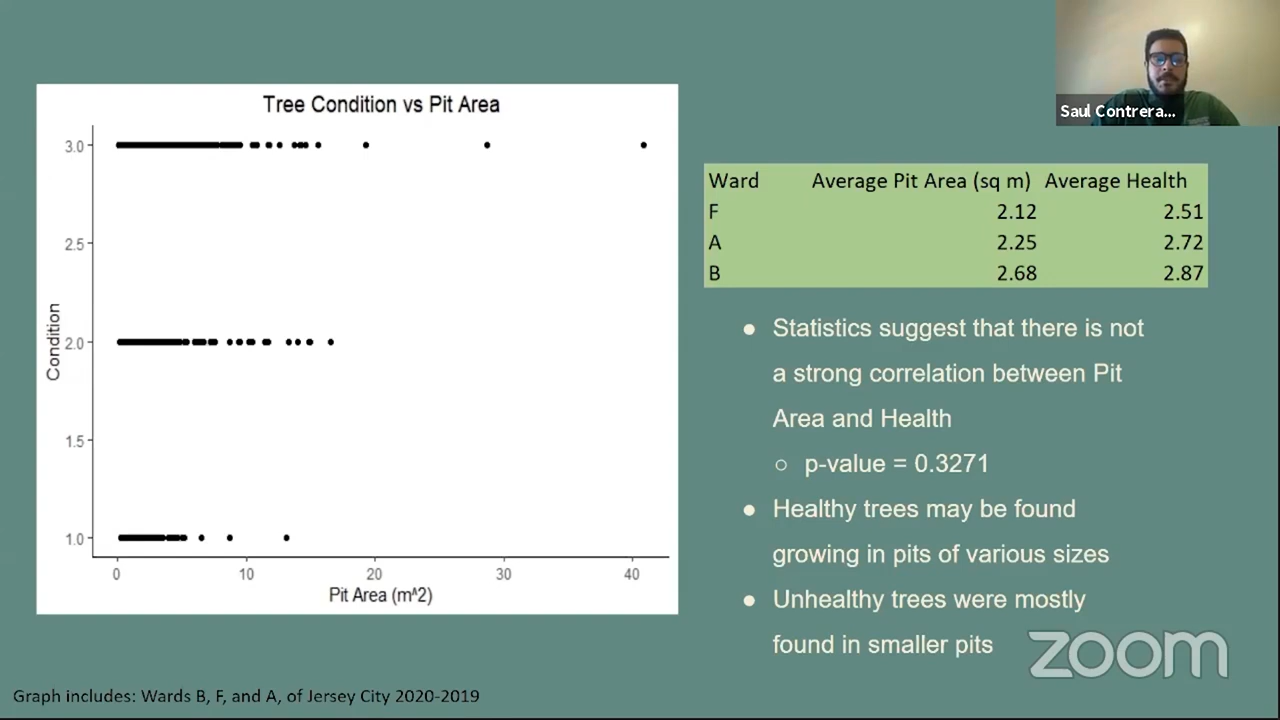 Saul Contrera...
Tree Condition vs Pit Area
3.0
2.5
2.0
1.5
1.0
Condition
0 10 20 30 40
Pit Area (m^2)
Ward Average Pit Area (sq m) Average Health
F 2.12 2.51
A 2.25 2.72
B 2.68 2.87
● Statistics suggest that there is not
a strong correlation between Pit
Area and Health
○ p-value = 0.3271
● Healthy trees may be found
growing in pits of various sizes
● Unhealthy trees were mostly
found in smaller pits
zoom
Graph includes: Wards B, F, and A, of Jersey City 2020-2019